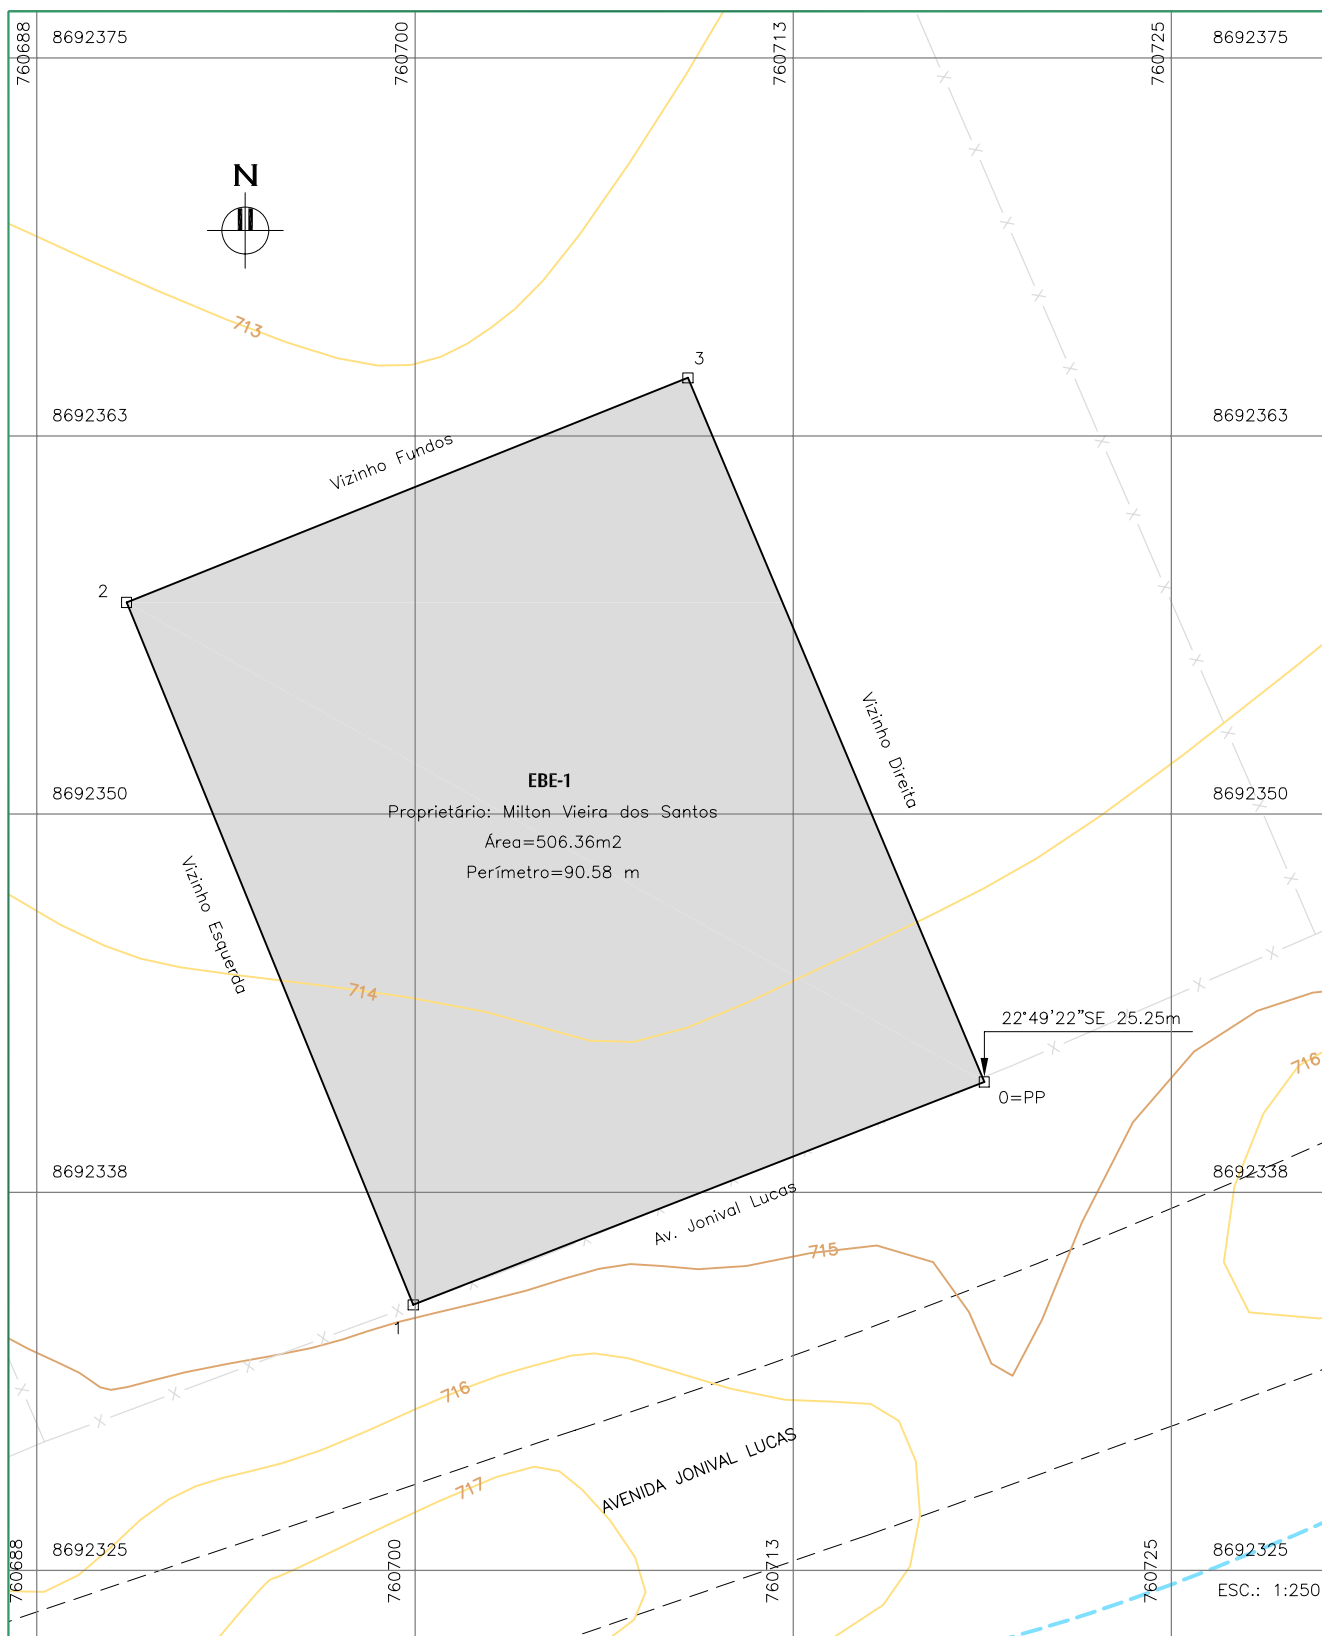 760688
760700
760713
760725
8692375
8692375
N
713
3
8692363
8692363
Vizinho Fundos
2
Vizinho Direita
EBE-1
8692350
8692350
Proprietário: Milton Vieira dos Santos
Área=506.36m2
Perímetro=90.58 m
Vizinho Esquerda
714
22°49'22"SE 25.25m
716
0=PP
8692338
8692338
Av. Jonival Lucas
715
1
716
AVENIDA JONIVAL LUCAS
717
8692325
8692325
760688
760700
760713
760725
ESC.: 1:250